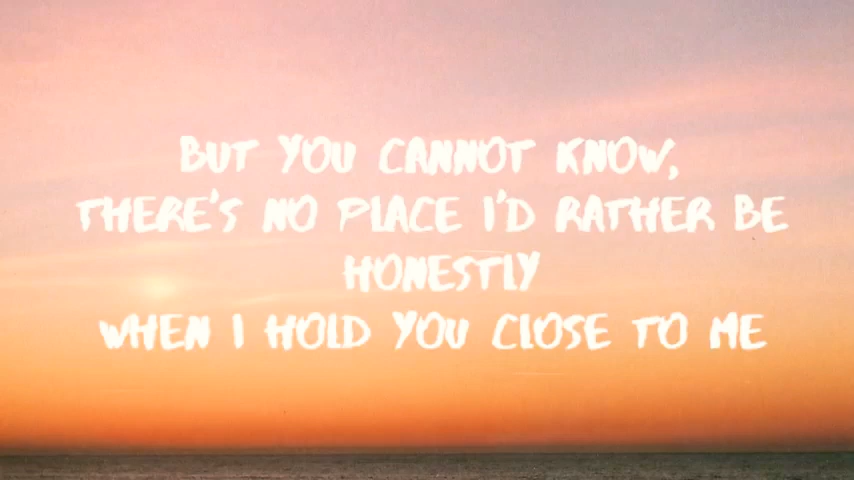 BUT YOU CANNOT KNOW,
THERE'S NO PLACE I'D RATHER BE
HONESTLY
WHEN I HOLD YOU CLOSE TO ME